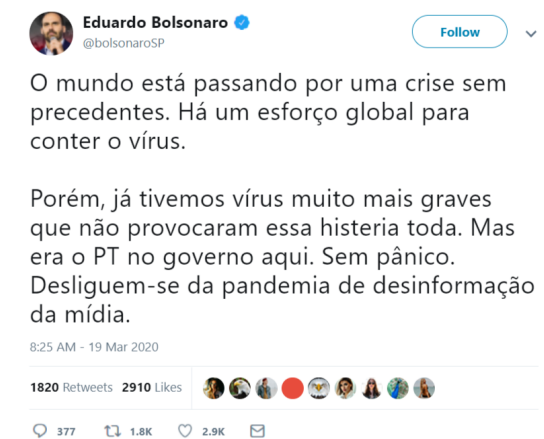 Eduardo Bolsonaro
@bolsonaroSP
Follow
O mundo está passando por uma crise sem
precedentes. Há um esforço global para
conter o vírus.
Porém, já tivemos vírus muito mais graves
que não provocaram essa histeria toda. Mas
era o PT no governo aqui. Sem pânico.
Desliguem-se da pandemia de desinformação
da mídia.
8:25 AM - 19 Mar 2020
1820 Retweets 2910 Likes
377 1.8K 2.9K